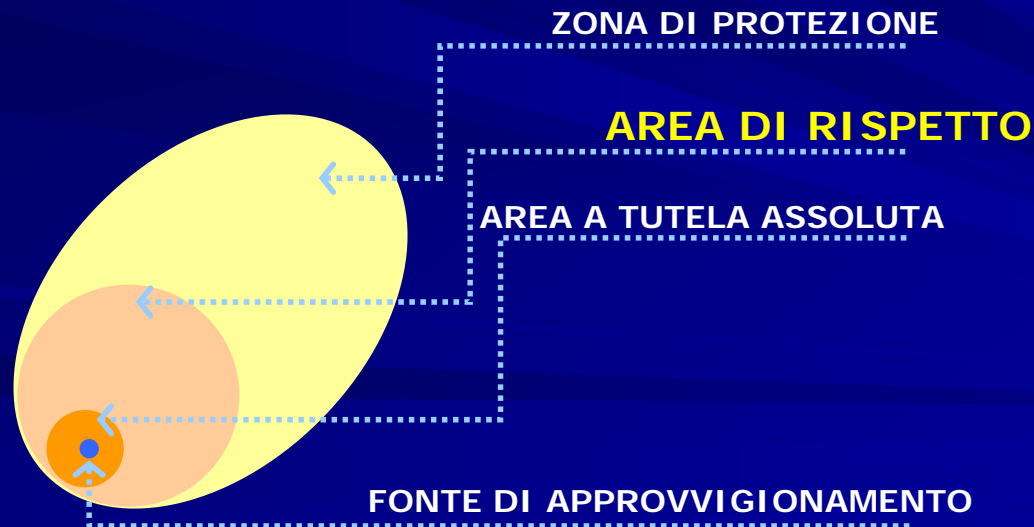 ZONA DI PROTEZIONE
AREA DI RISPETTO
AREA A TUTELA ASSOLUTA
FONTE DI APPROVVIGIONAMENTO